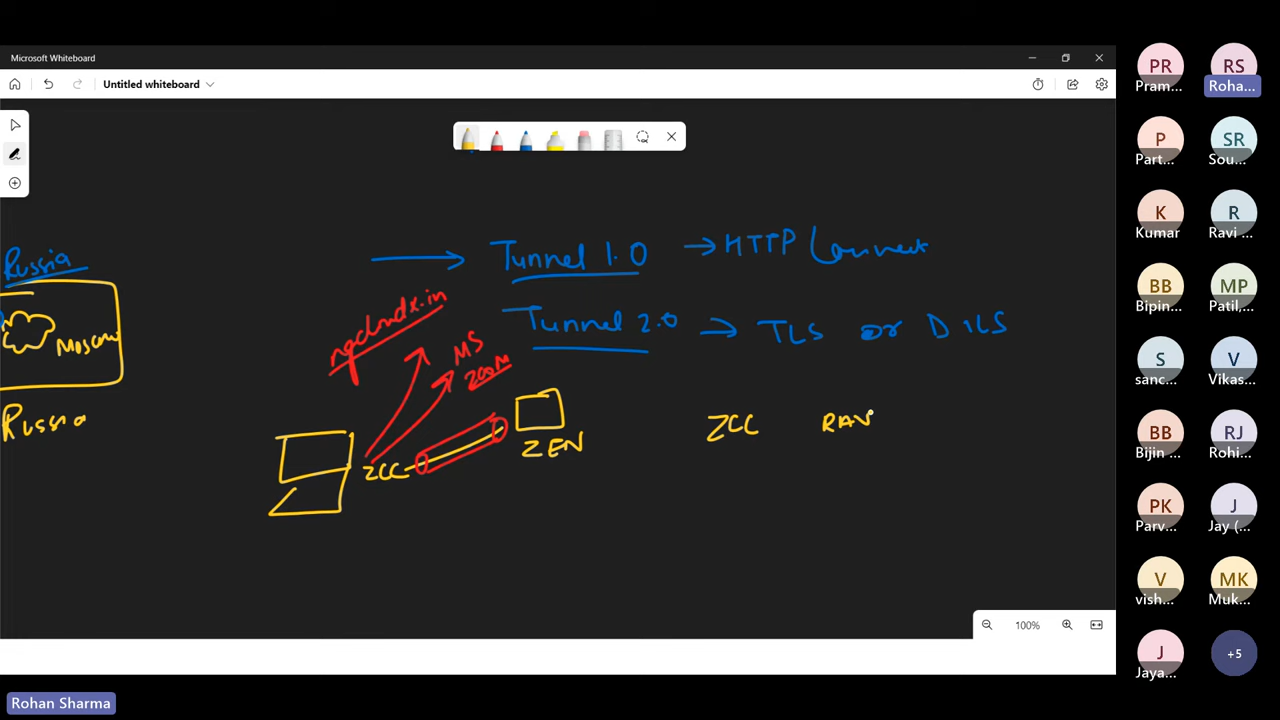 Microsoft Whiteboard
Untitled whiteboard
Russia
Tunnel 1.0 → HTTP Connect
Tunnel 2.0 → TLS or DTLS
MS
ZOOM
ZCC RAV
ZEN
ZCC
Russia
100%
PR
Pram...
RS
Roha...
P
Part...
SR
Sou...
K
Kumar
R
Ravi ...
BB
Bipin...
MP
Patil,...
S
sanc...
V
Vikas...
BB
Bijin ...
RJ
Rohi...
PK
Parv...
J
Jay (...
V
vish...
MK
Muk...
J
Jaya...
+5
Rohan Sharma